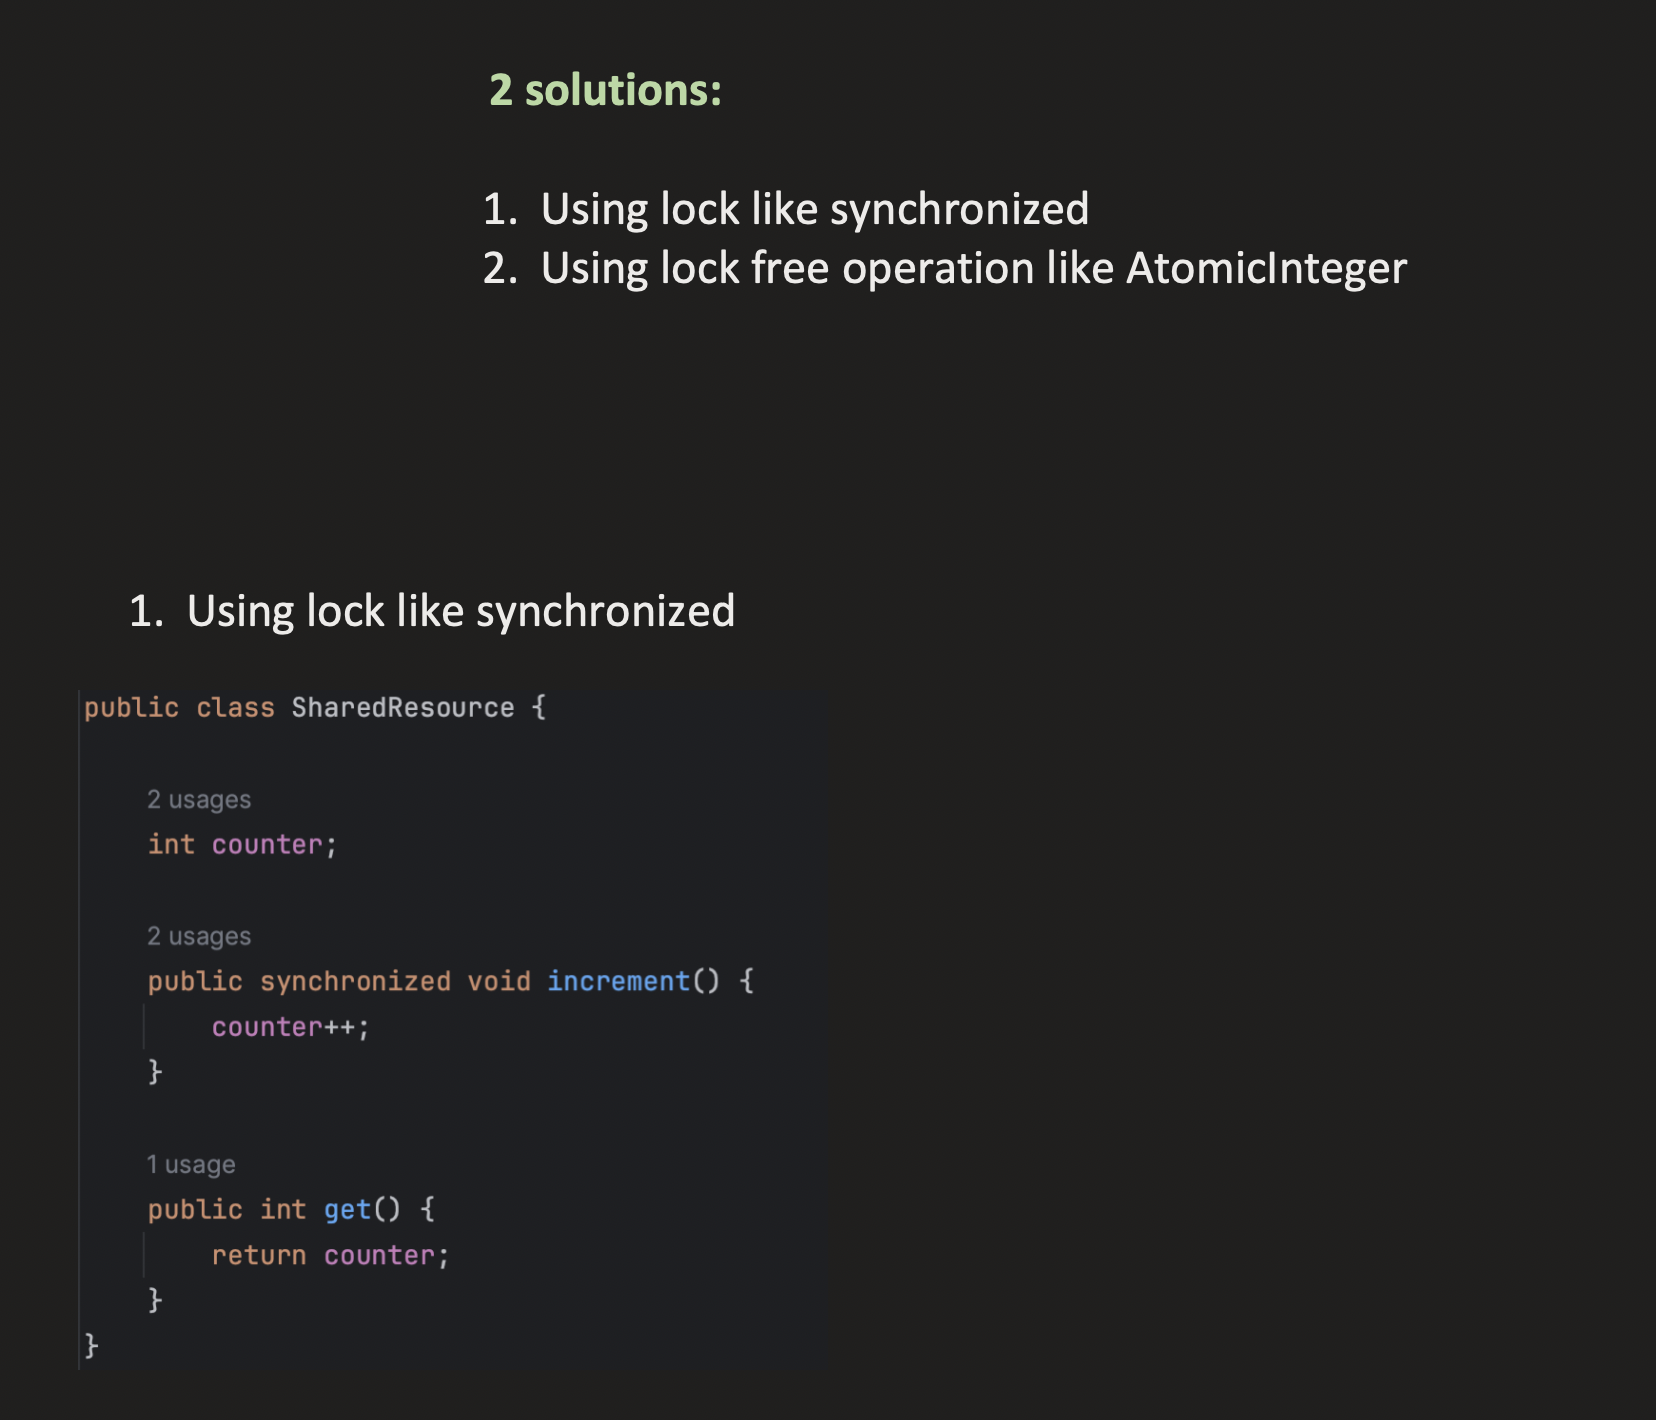 2 solutions:
1. Using lock like synchronized
2. Using lock free operation like AtomicInteger
1. Using lock like synchronized
public class SharedResource {
2 usages
int counter;
2 usages
public synchronized void increment() {
counter++;
}
1 usage
public int get() {
return counter;
}
}